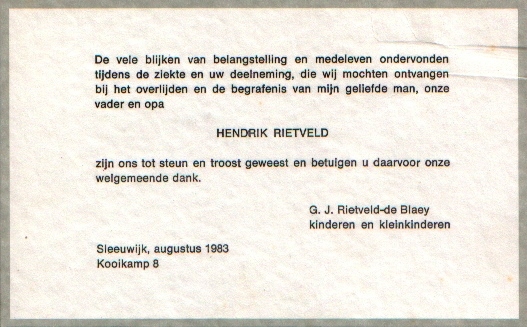 De vele blijken van belangstelling en medeleven ondervonden
tijdens de ziekte en uw deelneming, die wij mochten ontvangen
bij het overlijden en de begrafenis van mijn geliefde man, onze
vader en opa
HENDRIK RIETVELD
zijn ons tot steun en troost geweest en betuigen u daarvoor onze
welgemeende dank.
G. J. Rietveld-de Blaey
kinderen en kleinkinderen
Sleeuwijk, augustus 1983
Kooikamp 8